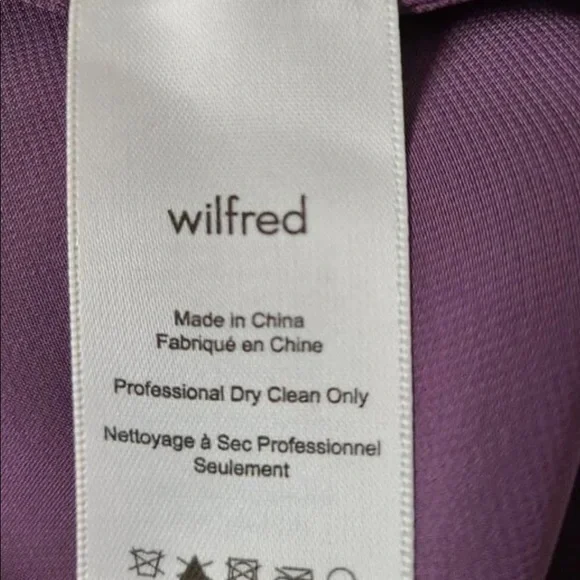 wilfred
Made in China
Fabriqué en Chine
Professional Dry Clean Only
Nettoyage à Sec Professionnel
Seulement